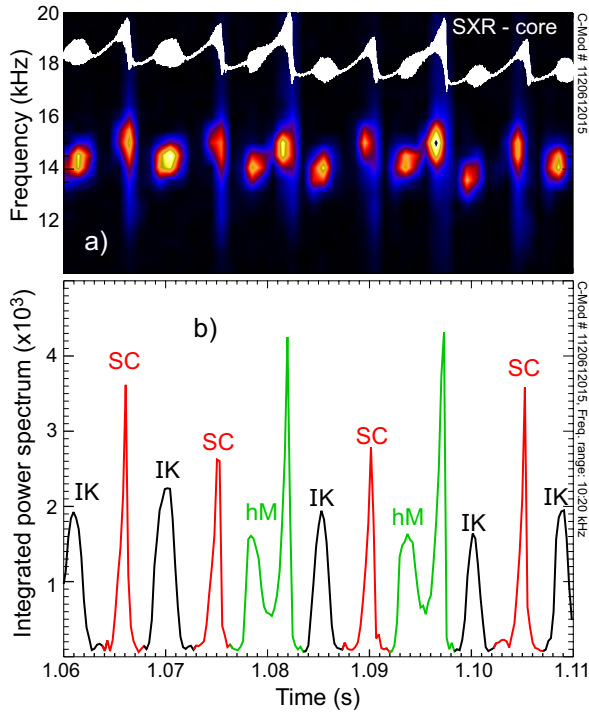 20
18
16
14
12
Frequency (kHz)
SXR - core
a)
C-Mod # 1120612015
Integrated power spectrum (x10³)
4
3
2
1
b)
IK
SC
IK
SC
hM
IK
SC
hM
IK
SC
IK
C-Mod # 1120612015, Freq. range: 10:20 kHz
1.06
1.07
1.08
1.09
1.10
1.11
Time (s)